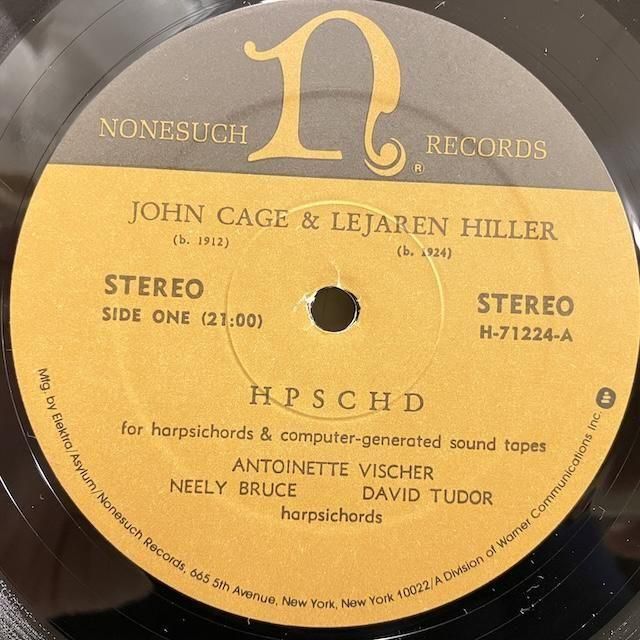 n
NONESUCH RECORDS
®
JOHN CAGE & LEJAREN HILLER
(b. 1912) (b. 1924)
STEREO STEREO
SIDE ONE (21:00) H-71224-A
H P S C H D
for harpsichords & computer-generated sound tapes
ANTOINETTE VISCHER
NEELY BRUCE DAVID TUDOR
harpsichords
Mfg. by Elektra/Asylum/Nonesuch Records, 665 5th Avenue, New York, New York 10022/A Division of Warner Communications Inc.